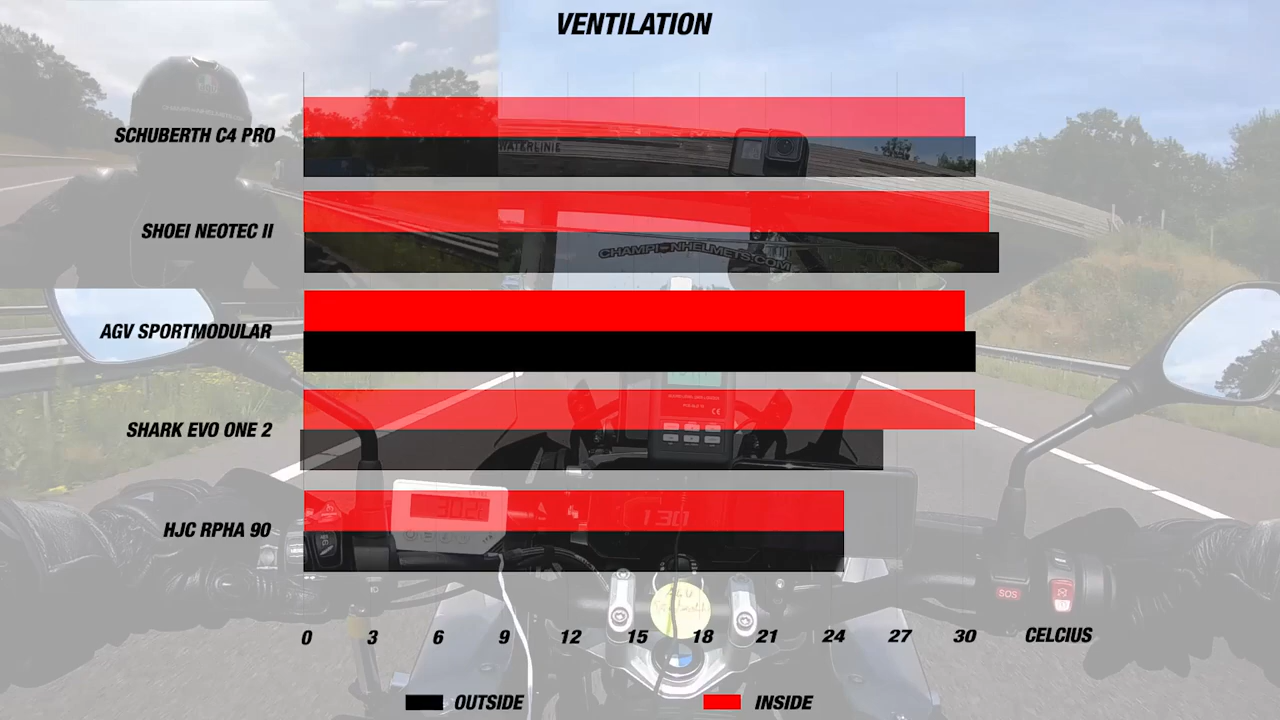 VENTILATION
SCHUBERTH C4 PRO
WATERLINIE
SHOEI NEOTEC II
CHAMPIONHELMETS.COM
AGV SPORTMODULAR
SHARK EVO ONE 2
HJC RPHA 90
130
SOS
0 3 6 9 12 15 18 21 24 27 30 CELCIUS
OUTSIDE INSIDE